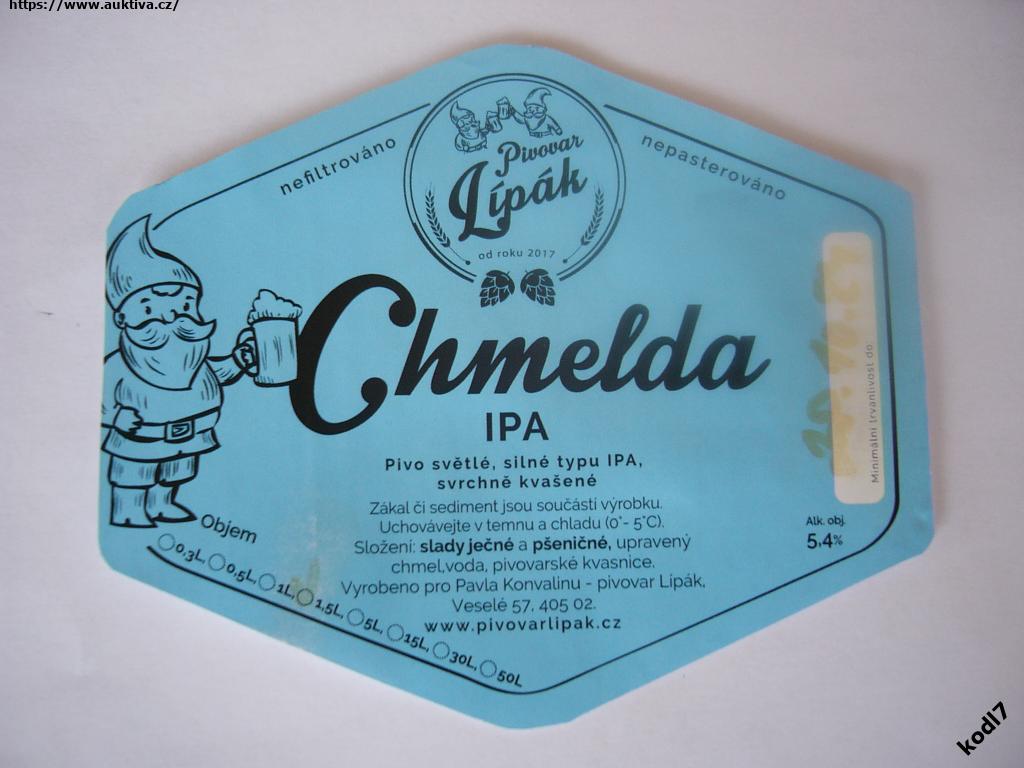 https://www.auktiva.cz/
nefiltrováno
nepasterováno
Pivovar
Lípák
od roku 2017
Chmelda
IPA
Pivo světlé, silné typu IPA,
svrchně kvašené
Zákal či sediment jsou součástí výrobku.
Uchovávejte v temnu a chladu (0°- 5°C).
Složení: slady ječné a pšeničné, upravený
chmel,voda, pivovarské kvasnice.
Vyrobeno pro Pavla Konvalinu - pivovar Lípák,
Veselé 57, 405 02.
www.pivovarlipak.cz
Objem
0,3L, 0,5L, 1L, 1,5L, 5L, 15L, 30L, 50L
Minimální trvanlivost do:
Alk. obj.
5,4%
kodl7